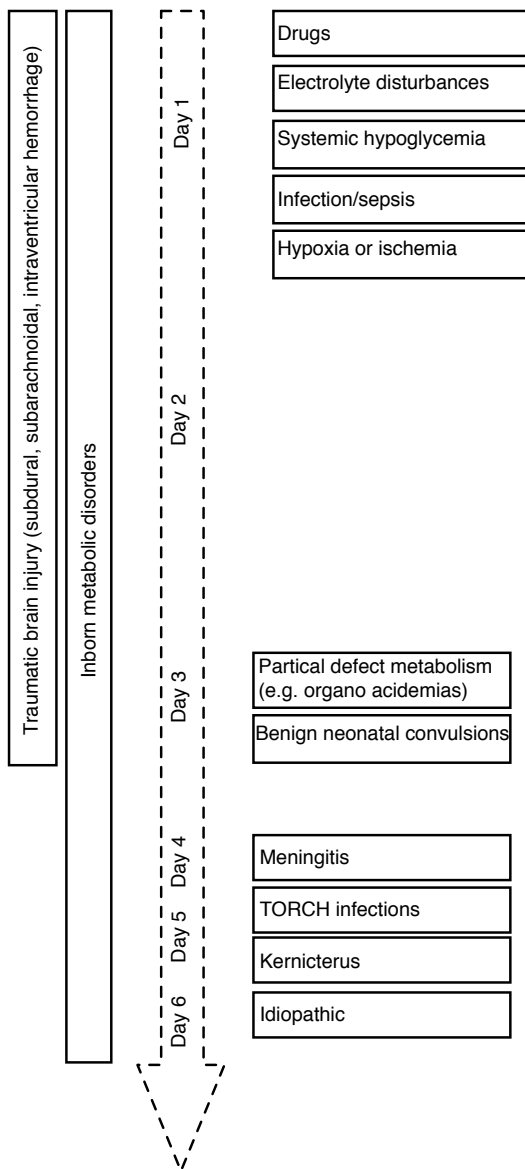 Traumatic brain injury (subdural, subarachnoidal, intraventricular hemorrhage)
Inborn metabolic disorders
Day 1
Drugs
Electrolyte disturbances
Systemic hypoglycemia
Infection/sepsis
Hypoxia or ischemia
Day 2
Day 3
Partical defect metabolism
(e.g. organo acidemias)
Benign neonatal convulsions
Day 4
Meningitis
Day 5
TORCH infections
Kernicterus
Day 6
Idiopathic